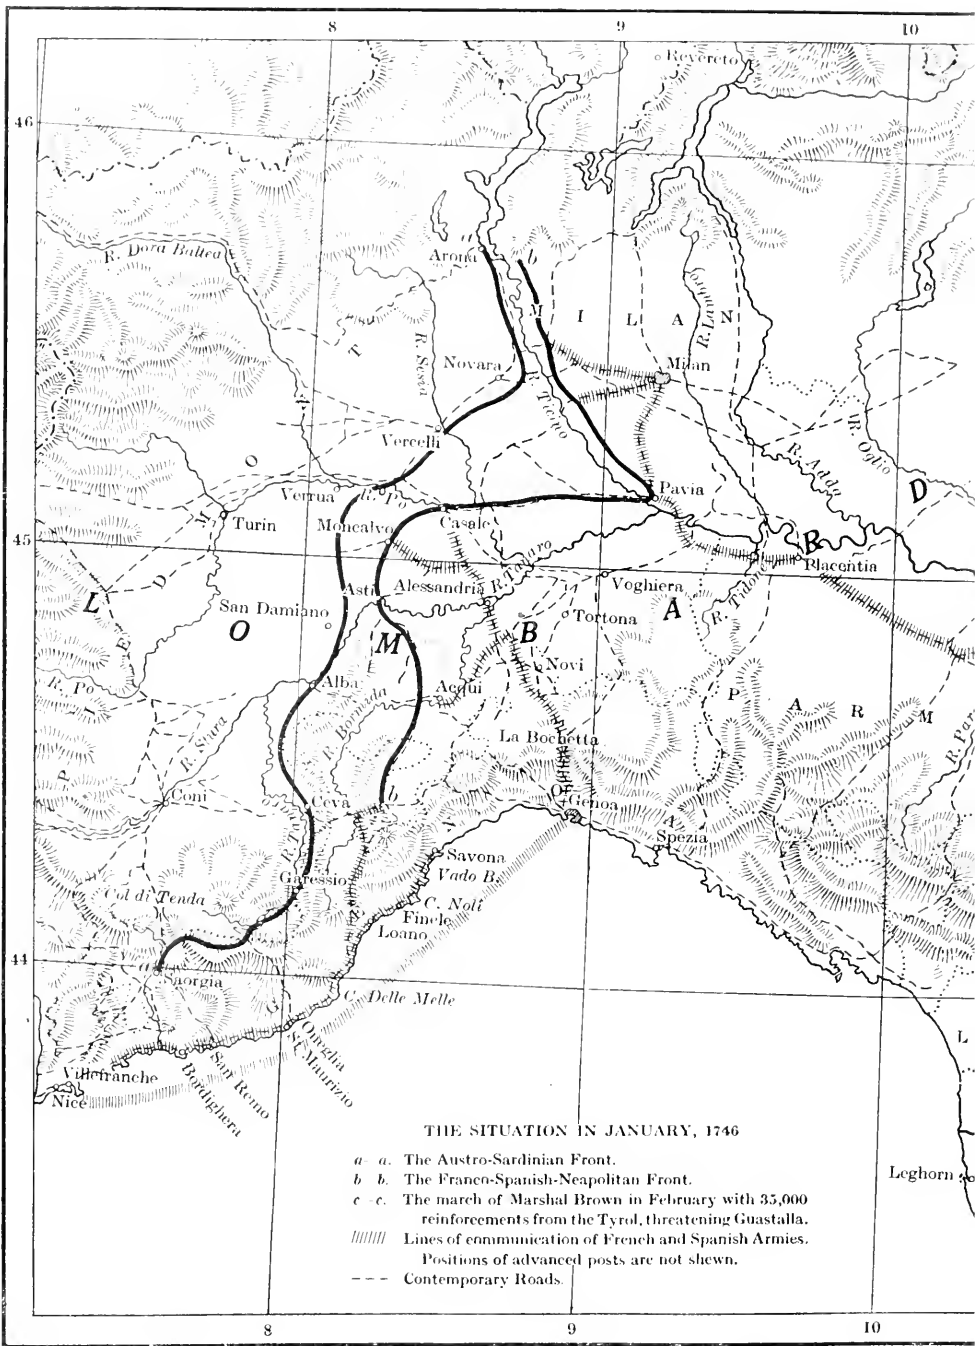 8 9 10
Revereto
46
R. Dora Baltea
Arona
a b
M I L A N
R. Lambro
R. Sesia
Novara
Milan
R. Ticino
R. Oglio
Vercelli
R. Adda
Verrua
R. Po
Pavia
D
Turin
Moncalvo
Casale
45
B
Placentia
Asti
Alessandria
R. Tanaro
Voghiera
L
San Damiano
O
M
B
Tortona
A
R. Tidone
Novi
R. Po
Alba
Acqui
P A R M
R. Bormida
R. Stura
La Bochetta
R. Par
Coni
Ceva
b
Genoa
Spezia
Savona
Vado B.
Garessio
Col di Tenda
C. Noli
Finele
Loano
44
a
C. Delle Melle
Oneglia
St Maurizio
San Remo
Bordighera
Villefranche
Nice
L
THE SITUATION IN JANUARY, 1746
a- a. The Austro-Sardinian Front.
b b. The Franco-Spanish-Neapolitan Front.
c -c. The march of Marshal Brown in February with 35,000
reinforcements from the Tyrol, threatening Guastalla.
Lines of communication of French and Spanish Armies.
Positions of advanced posts are not shewn.
Contemporary Roads.
Leghorn
8 9 10